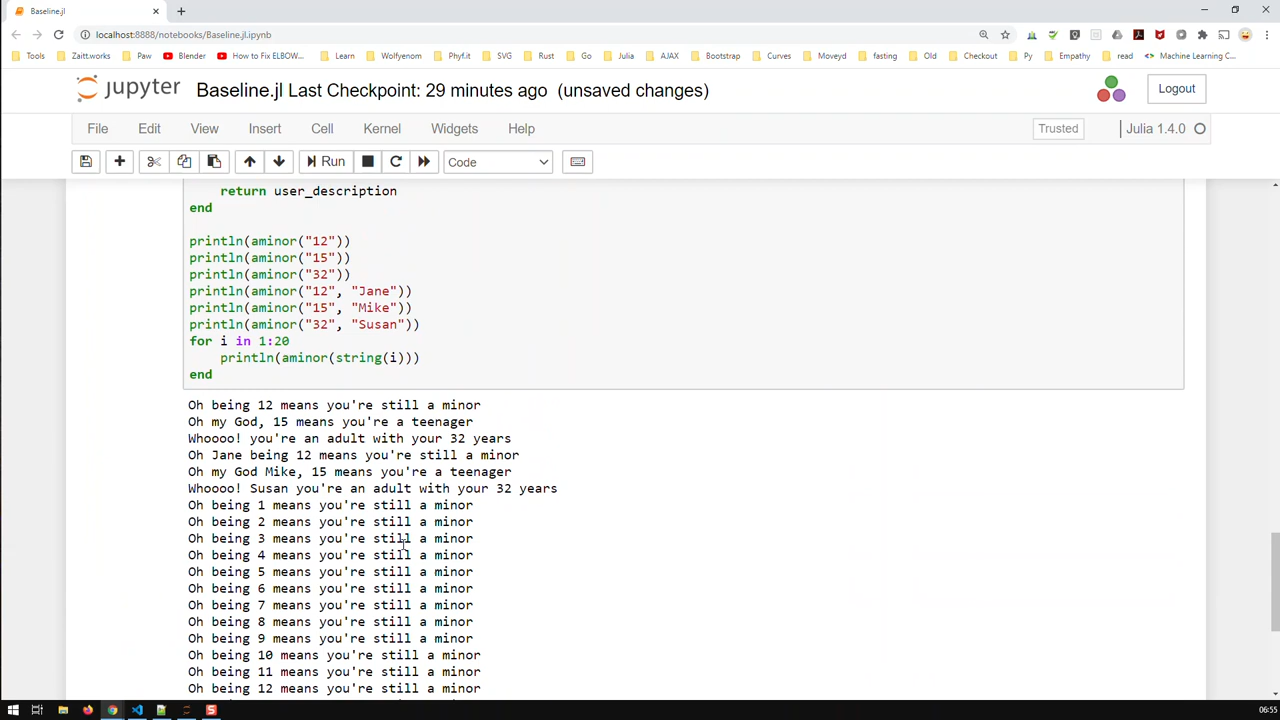 Baseline.jl
localhost:8888/notebooks/Baseline.jl.ipynb
Tools Zaitt.works Paw Blender How to Fix ELBOW... Learn Wolfyenom Phyf.it SVG Rust Go Julia AJAX Bootstrap Curves Moveyd fasting Old Checkout Py Empathy read Machine Learning C...
jupyter Baseline.jl Last Checkpoint: 29 minutes ago (unsaved changes) Logout
File Edit View Insert Cell Kernel Widgets Help Trusted Julia 1.4.0
Run Code
return user_description
end
println(aminor("12"))
println(aminor("15"))
println(aminor("32"))
println(aminor("12", "Jane"))
println(aminor("15", "Mike"))
println(aminor("32", "Susan"))
for i in 1:20
println(aminor(string(i)))
end
Oh being 12 means you're still a minor
Oh my God, 15 means you're a teenager
Whoooo! you're an adult with your 32 years
Oh Jane being 12 means you're still a minor
Oh my God Mike, 15 means you're a teenager
Whoooo! Susan you're an adult with your 32 years
Oh being 1 means you're still a minor
Oh being 2 means you're still a minor
Oh being 3 means you're still a minor
Oh being 4 means you're still a minor
Oh being 5 means you're still a minor
Oh being 6 means you're still a minor
Oh being 7 means you're still a minor
Oh being 8 means you're still a minor
Oh being 9 means you're still a minor
Oh being 10 means you're still a minor
Oh being 11 means you're still a minor
Oh being 12 means you're still a minor
06:55